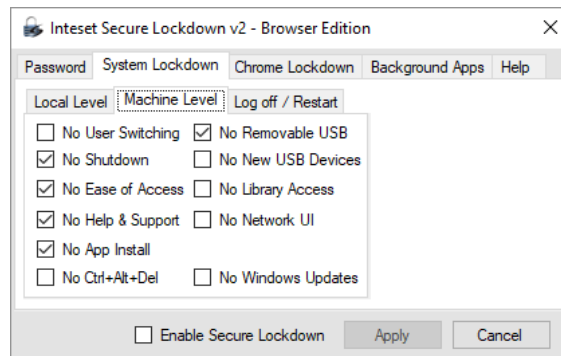 Inteset Secure Lockdown v2 - Browser Edition
Password System Lockdown Chrome Lockdown Background Apps Help
Local Level Machine Level Log off / Restart
No User Switching No Removable USB
No Shutdown No New USB Devices
No Ease of Access No Library Access
No Help & Support No Network UI
No App Install
No Ctrl+Alt+Del No Windows Updates
Enable Secure Lockdown Apply Cancel